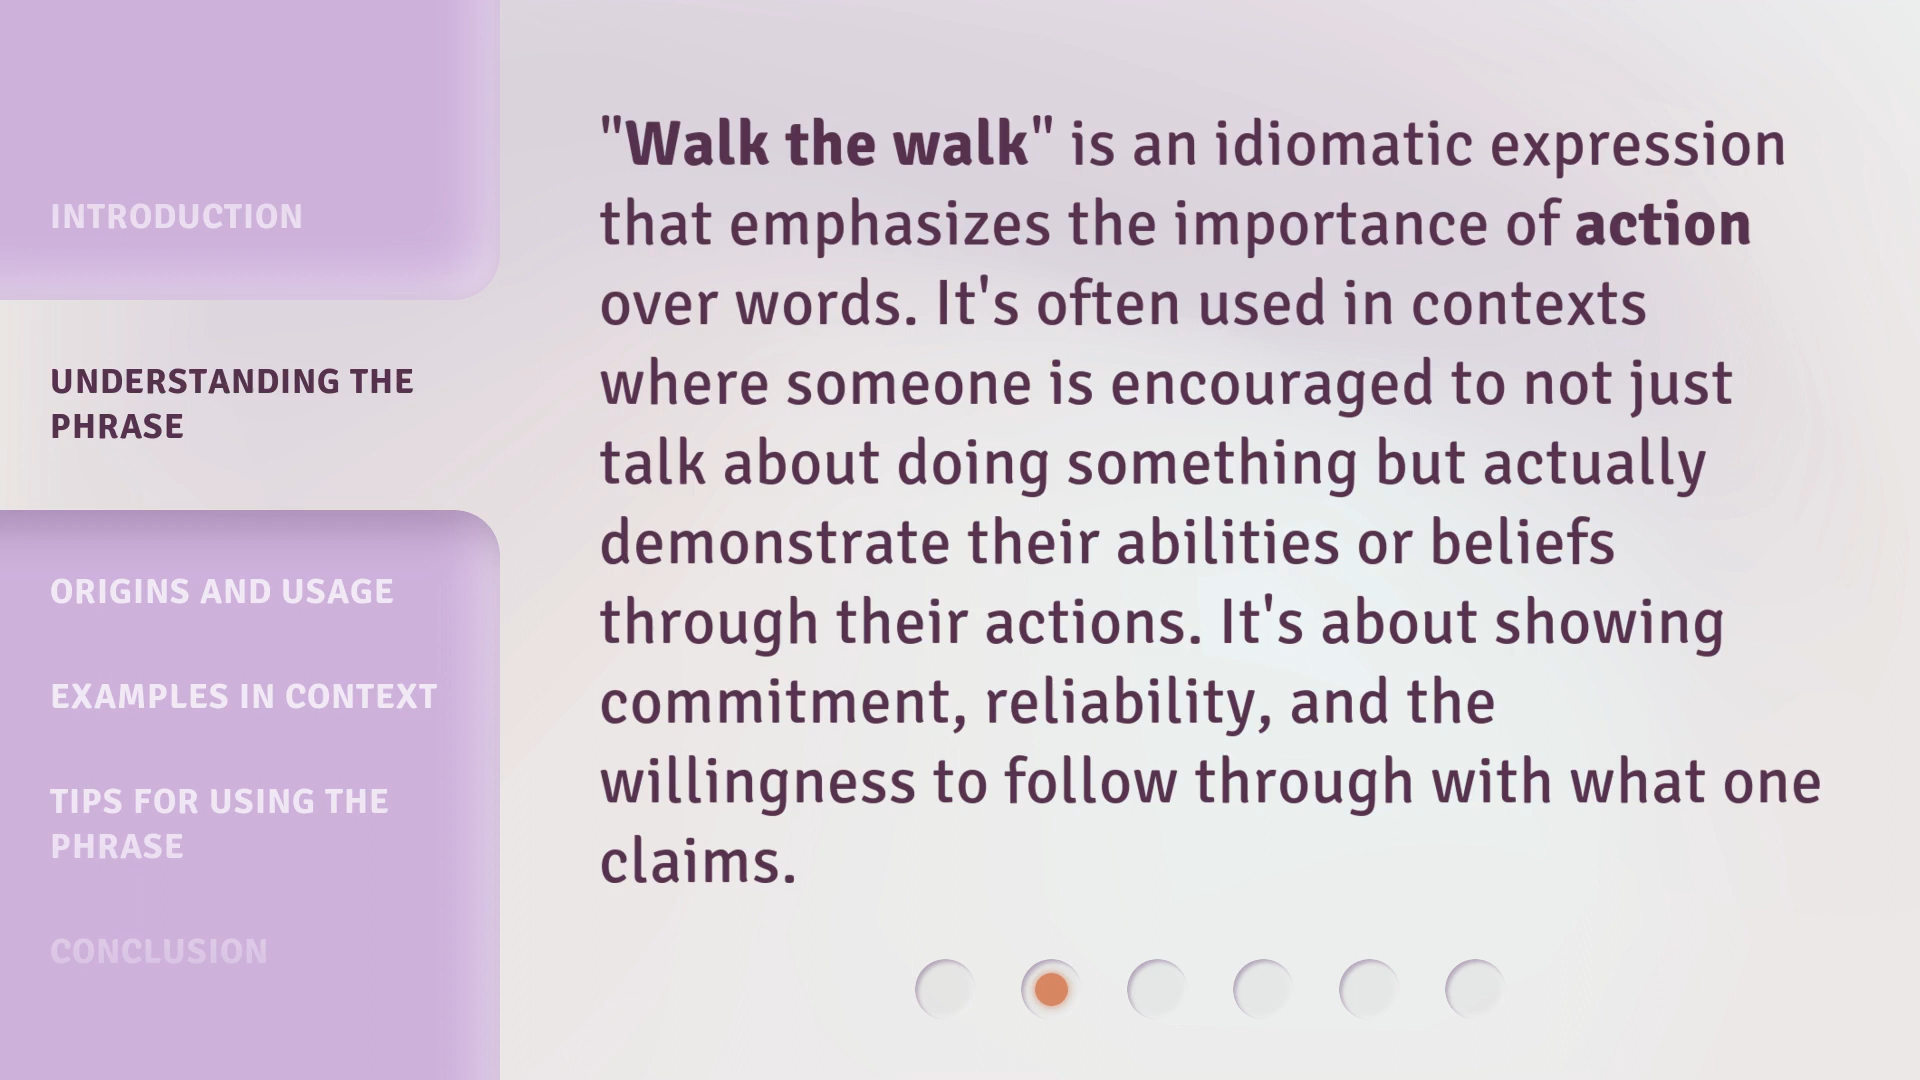 INTRODUCTION
UNDERSTANDING THE
PHRASE
ORIGINS AND USAGE
EXAMPLES IN CONTEXT
TIPS FOR USING THE
PHRASE
CONCLUSION
"Walk the walk" is an idiomatic expression
that emphasizes the importance of action
over words. It's often used in contexts
where someone is encouraged to not just
talk about doing something but actually
demonstrate their abilities or beliefs
through their actions. It's about showing
commitment, reliability, and the
willingness to follow through with what one
claims.